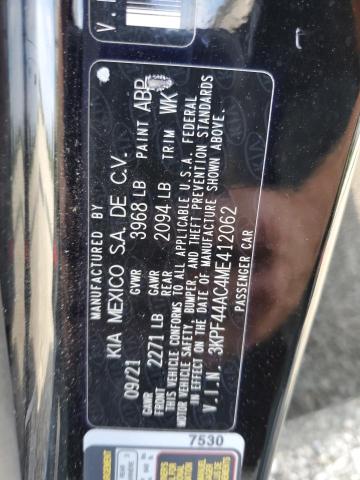 V.I.
MANUFACTURED BY
KIA MEXICO S.A. DE C.V.
09/21 GVWR 3968 LB PAINT ABP
GAWR FRONT 2271 LB GAWR REAR 2094 LB TRIM WK
THIS VEHICLE CONFORMS TO ALL APPLICABLE U.S.A. FEDERAL
MOTOR VEHICLE SAFETY, BUMPER, AND THEFT PREVENTION STANDARDS
IN EFFECT ON THE DATE OF MANUFACTURE SHOWN ABOVE.
V.I.N. 3KPF44AC4ME412062
PASSENGER CAR
7530